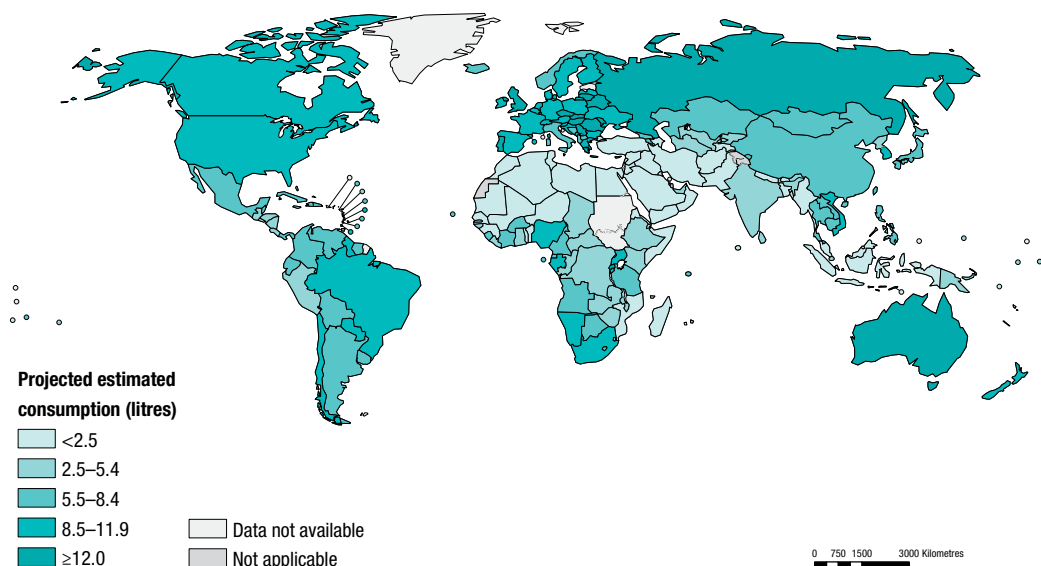 Projected estimated
consumption (litres)
<2.5
2.5–5.4
5.5–8.4
8.5–11.9
≥12.0
Data not available
Not applicable
0 750 1500 3000 Kilometres